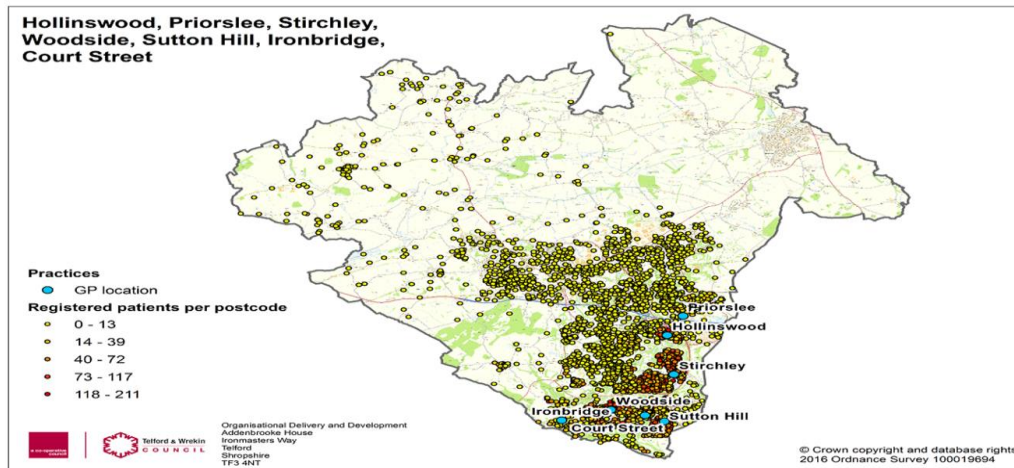 Hollinswood, Priorslee, Stirchley,
Woodside, Sutton Hill, Ironbridge,
Court Street
Priorslee
Hollinswood
Stirchley
Woodside
Ironbridge
Sutton Hill
Court Street
Practices
GP location
Registered patients per postcode
0 - 13
14 - 39
40 - 72
73 - 117
118 - 211
a co-operative
council
Telford & Wrekin
COUNCIL
Organisational Delivery and Development
Addenbrooke House
Ironmasters Way
Telford
Shropshire
TF3 4NT
© Crown copyright and database rights
2016 Ordnance Survey 100019694